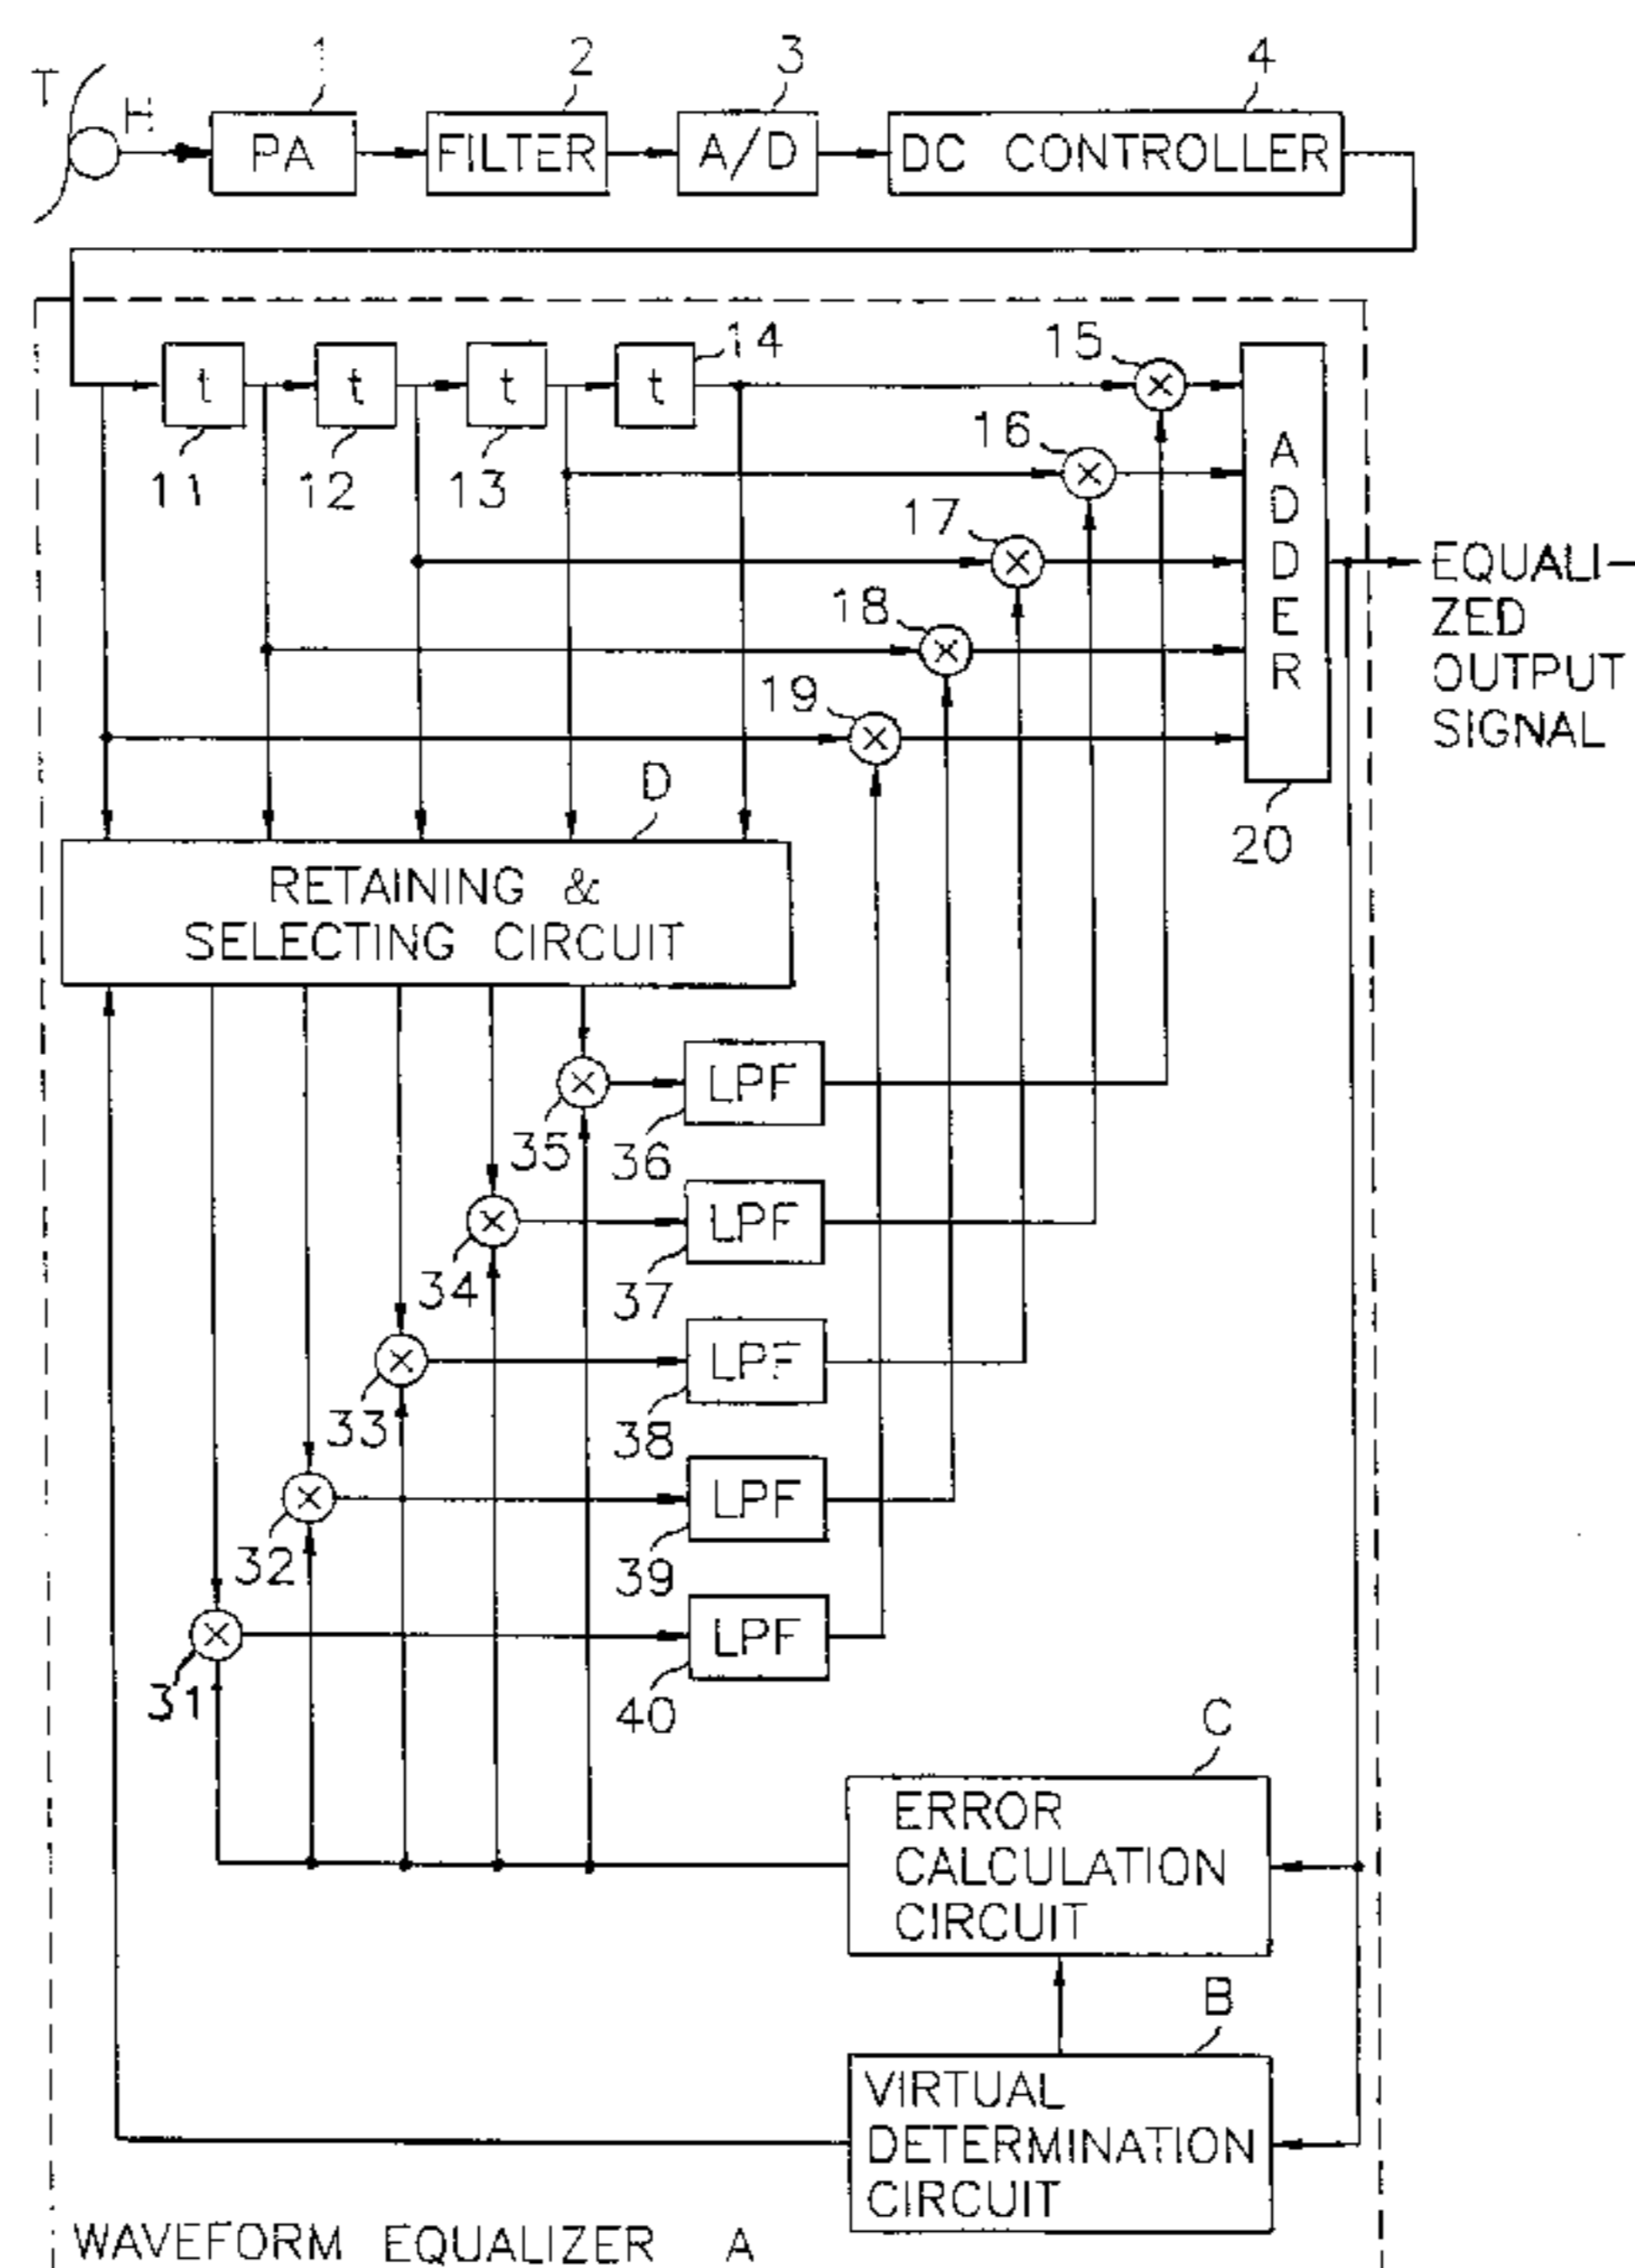 1 2 3 4
T H PA FILTER A/D DC CONTROLLER
14 15
t t t t
11 12 13 16
17
18
19
ADDER
20
EQUALI-
ZED
OUTPUT
SIGNAL
D
RETAINING &
SELECTING CIRCUIT
LPF
35 36
LPF
34 37
LPF
33 38
LPF
32 39
LPF
31 40
C
ERROR
CALCULATION
CIRCUIT
B
VIRTUAL
DETERMINATION
CIRCUIT
WAVEFORM EQUALIZER A